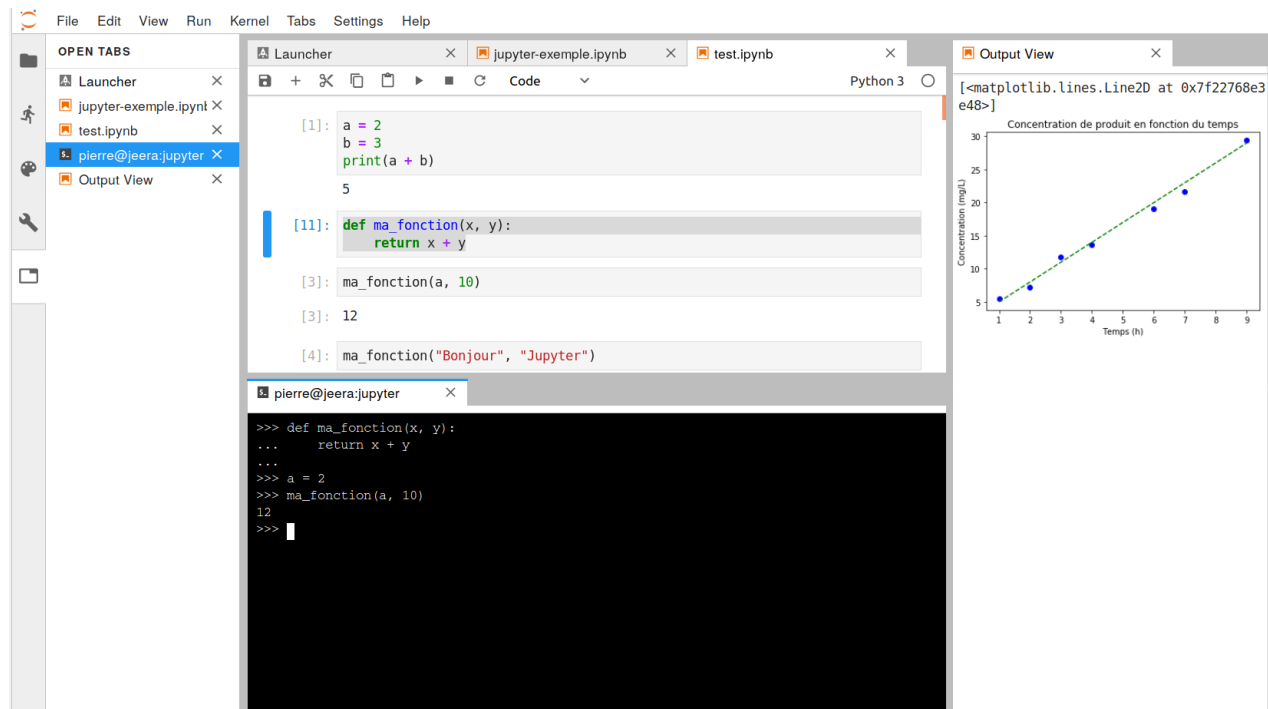 File Edit View Run Kernel Tabs Settings Help
OPEN TABS
Launcher
jupyter-exemple.ipynb
test.ipynb
pierre@jeera:jupyter
Output View
Launcher
jupyter-exemple.ipynb
test.ipynb
Code
Python 3
[1]: a = 2
b = 3
print(a + b)
5
[11]: def ma_fonction(x, y):
return x + y
[3]: ma_fonction(a, 10)
[3]: 12
[4]: ma_fonction("Bonjour", "Jupyter")
pierre@jeera:jupyter
>>> def ma_fonction(x, y):
...     return x + y
...
>>> a = 2
>>> ma_fonction(a, 10)
12
>>>
Output View
[<matplotlib.lines.Line2D at 0x7f22768e3
e48>]
Concentration de produit en fonction du temps
Concentration (mg/L)
30
25
20
15
10
5
1 2 3 4 5 6 7 8 9
Temps (h)